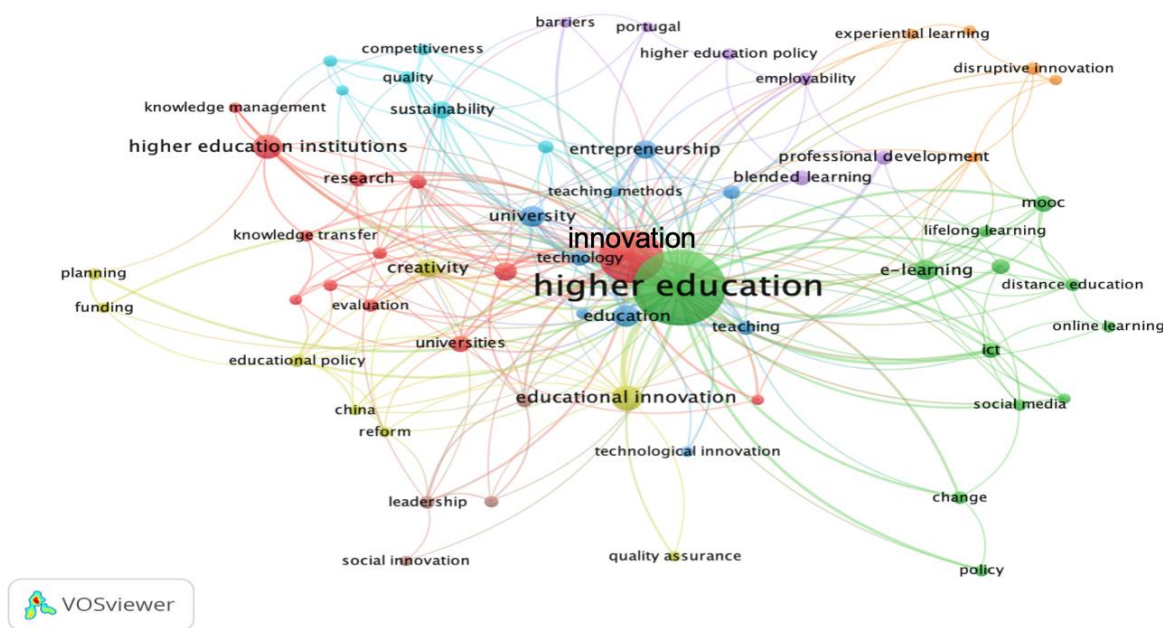 barriers
portugal
experiential learning
competitiveness
higher education policy
disruptive innovation
quality
employability
knowledge management
sustainability
higher education institutions
entrepreneurship
professional development
research
teaching methods
blended learning
university
mooc
knowledge transfer
innovation
lifelong learning
technology
planning
creativity
e-learning
higher education
distance education
funding
evaluation
education
teaching
online learning
universities
ict
educational policy
educational innovation
china
social media
reform
technological innovation
leadership
change
social innovation
quality assurance
policy
VOSviewer